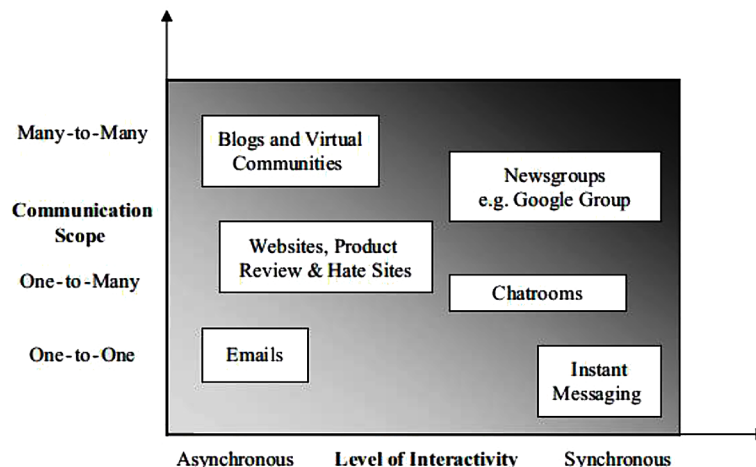 Many-to-Many
Blogs and Virtual
Communities
Newsgroups
e.g. Google Group
Communication
Scope
Websites, Product
Review & Hate Sites
One-to-Many
Chatrooms
One-to-One
Emails
Instant
Messaging
Asynchronous
Level of Interactivity
Synchronous